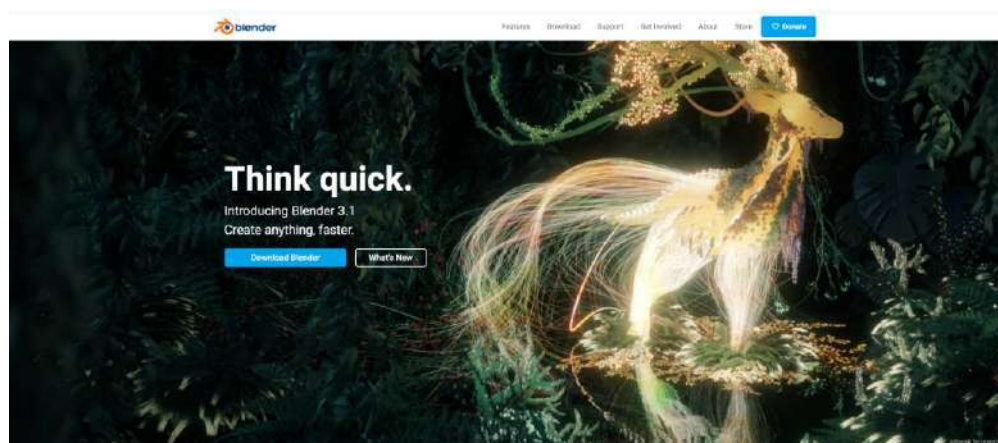 blender
Features Download Support Get Involved About Store Donate
Think quick.
Introducing Blender 3.1
Create anything, faster.
Download Blender What's New